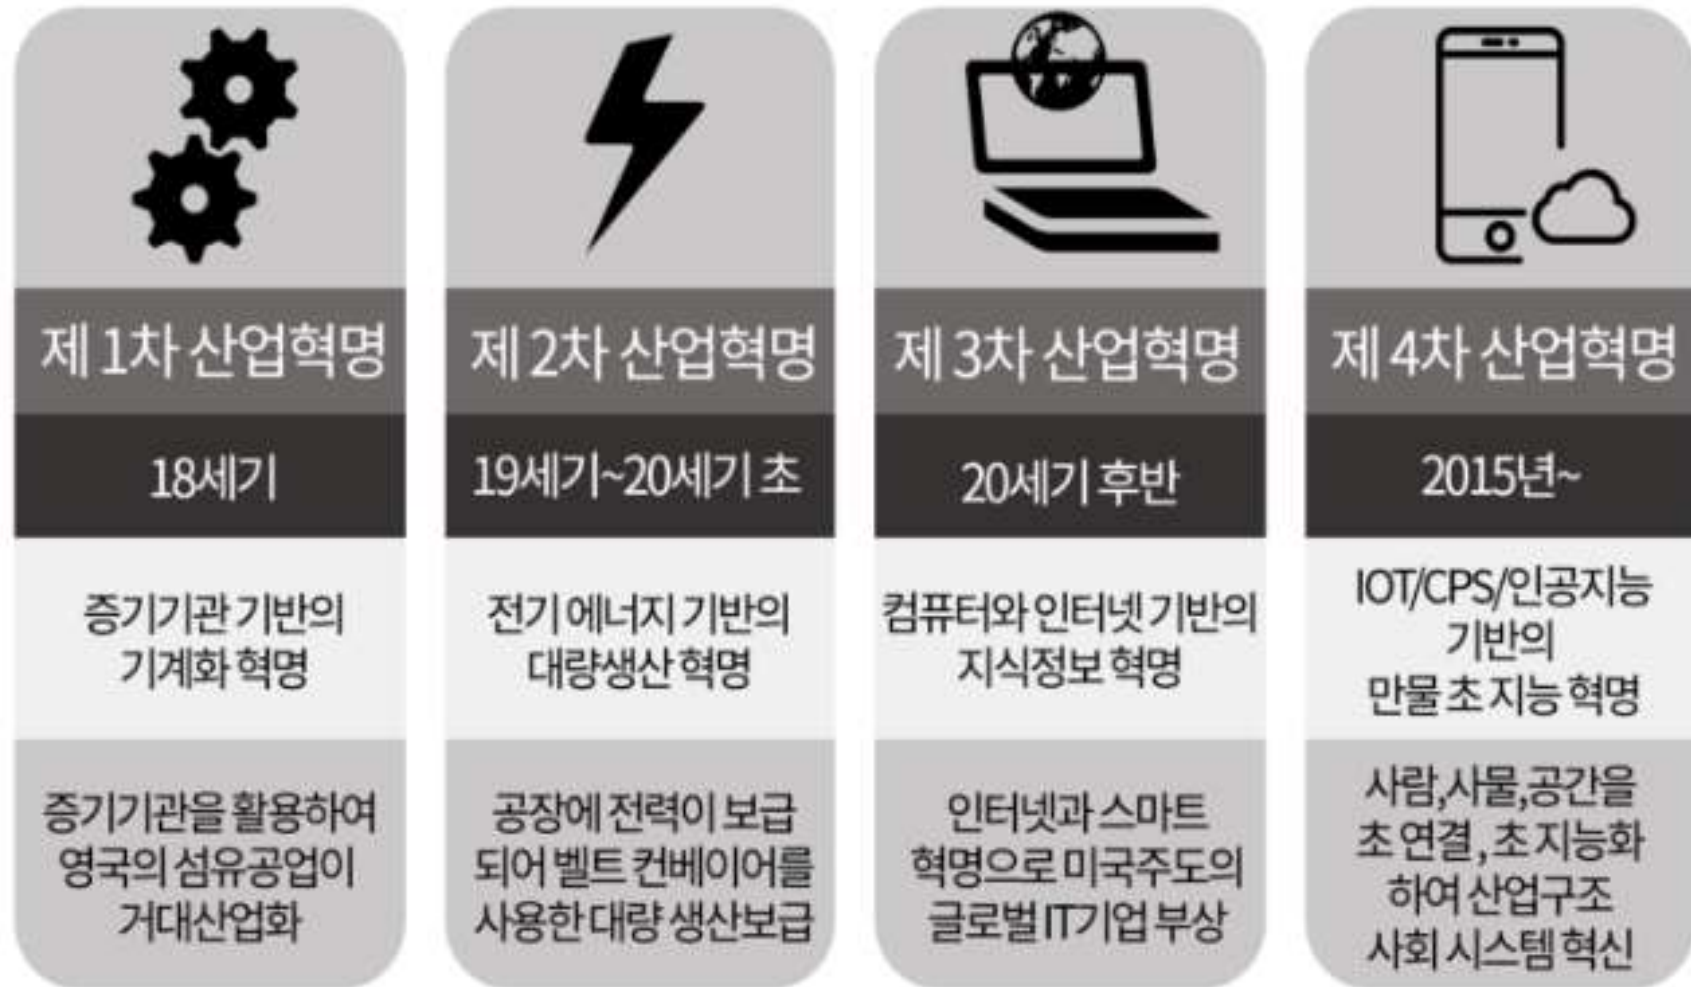 제 1차 산업혁명
18세기
증기기관 기반의
기계화 혁명
증기기관을 활용하여
영국의 섬유공업이
거대산업화
제 2차 산업혁명
19세기~20세기 초
전기 에너지 기반의
대량생산 혁명
공장에 전력이 보급
되어 벨트 컨베이어를
사용한 대량 생산보급
제 3차 산업혁명
20세기 후반
컴퓨터와 인터넷 기반의
지식정보 혁명
인터넷과 스마트
혁명으로 미국주도의
글로벌 IT기업 부상
제 4차 산업혁명
2015년~
IOT/CPS/인공지능
기반의
만물 초 지능 혁명
사람,사물,공간을
초 연결 , 초 지능화
하여 산업구조
사회 시스템 혁신